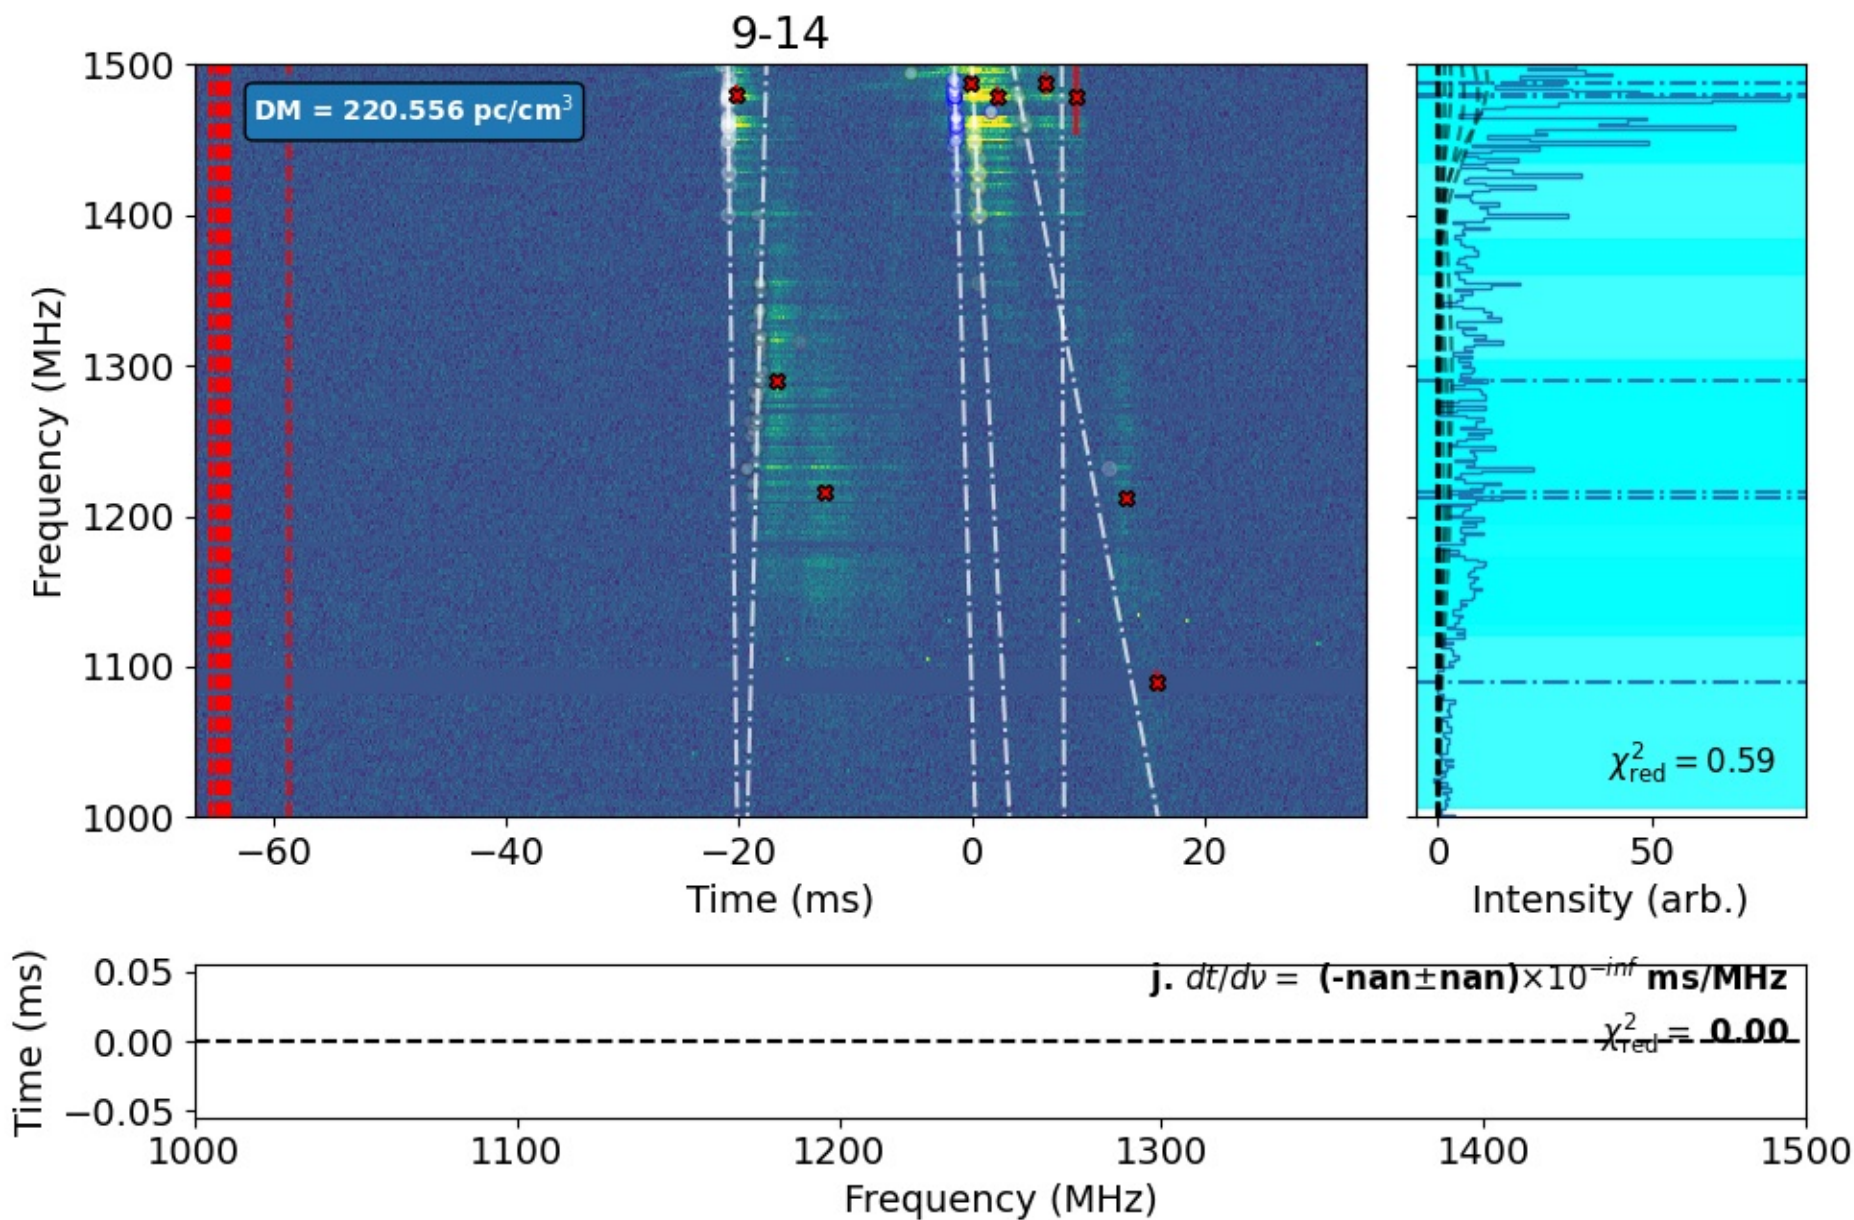 9-14
1500
1400
1300
1200
1100
1000
Frequency (MHz)
DM = 220.556 pc/cm³
−60
−40
−20
0
20
Time (ms)
χ²red = 0.59
0
50
Intensity (arb.)
0.05
0.00
−0.05
Time (ms)
j. dt/dν = (-nan±nan)×10⁻ⁱⁿᶠ ms/MHz
χ²red = 0.00
1000
1100
1200
1300
1400
1500
Frequency (MHz)